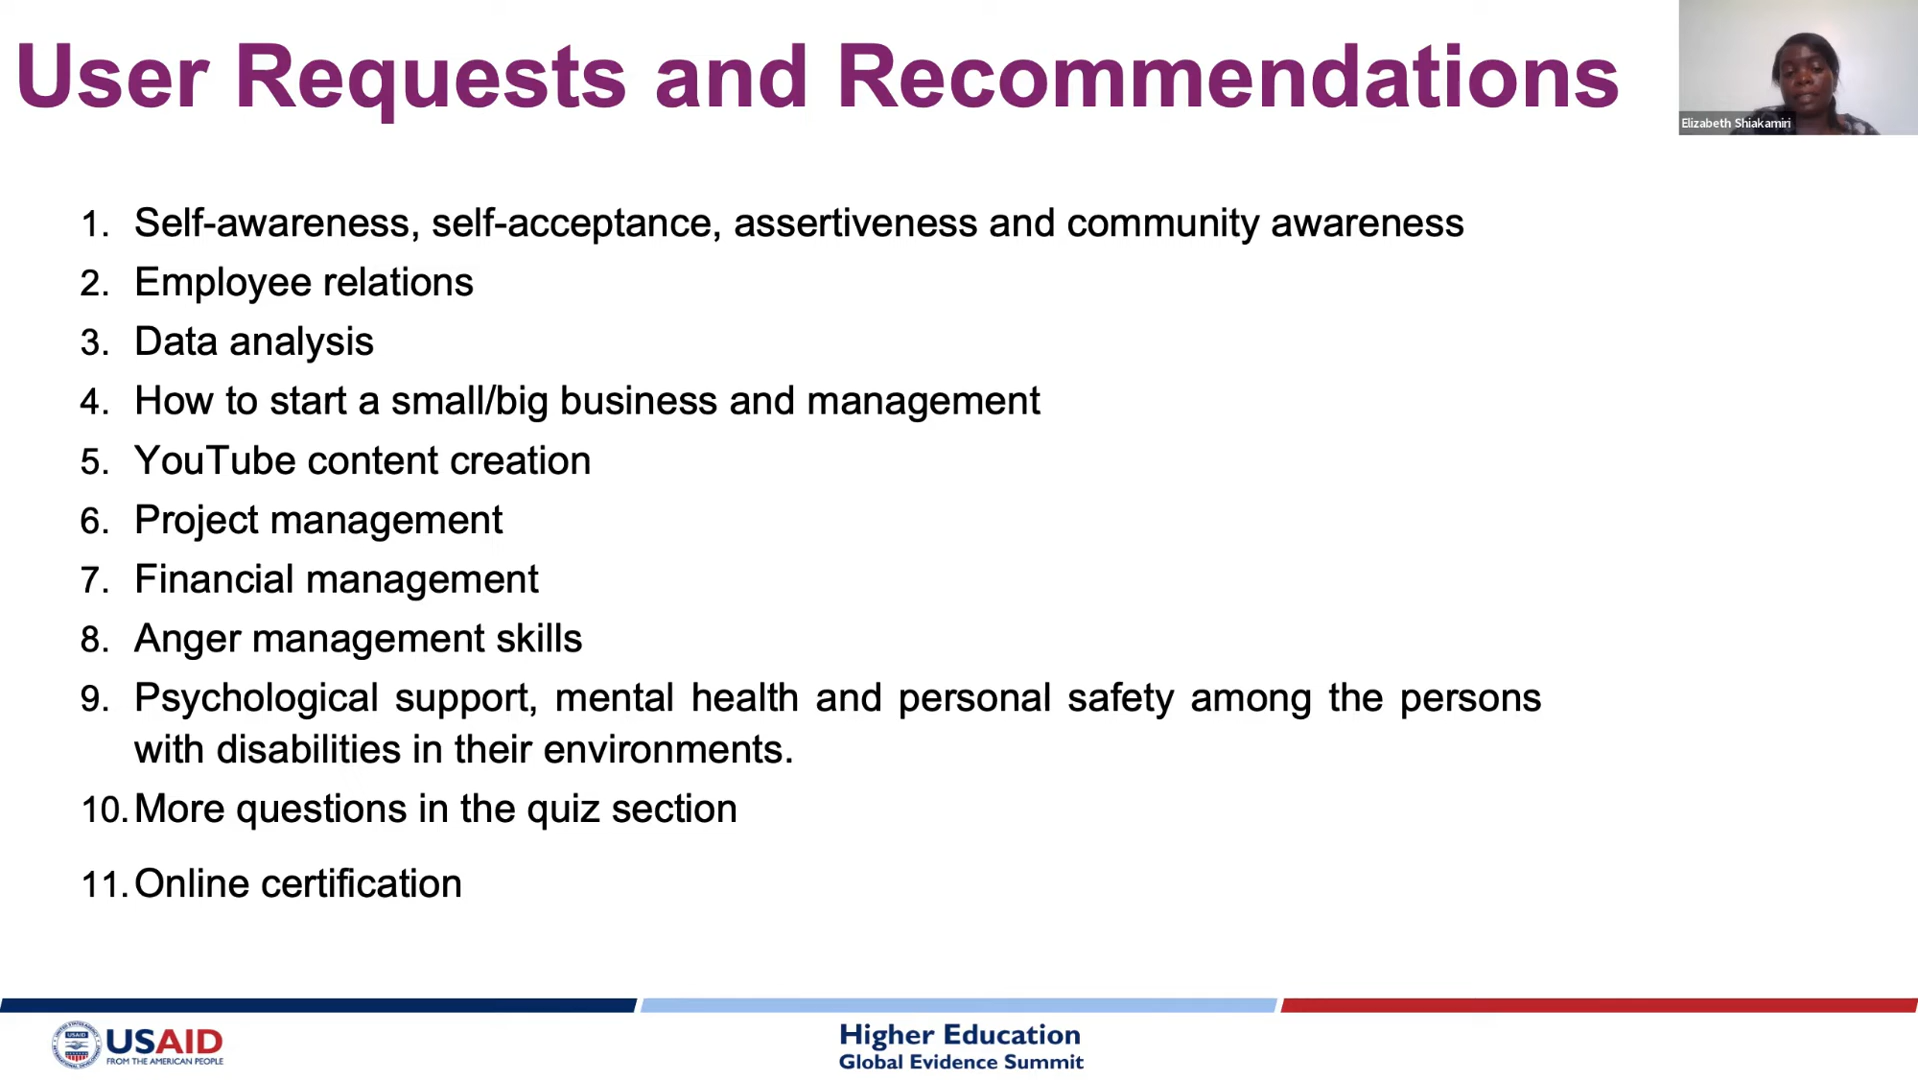 User Requests and Recommendations
Elizabeth Shiakamiri
1. Self-awareness, self-acceptance, assertiveness and community awareness
2. Employee relations
3. Data analysis
4. How to start a small/big business and management
5. YouTube content creation
6. Project management
7. Financial management
8. Anger management skills
9. Psychological support, mental health and personal safety among the persons
with disabilities in their environments.
10. More questions in the quiz section
11. Online certification
USAID
FROM THE AMERICAN PEOPLE
Higher Education
Global Evidence Summit